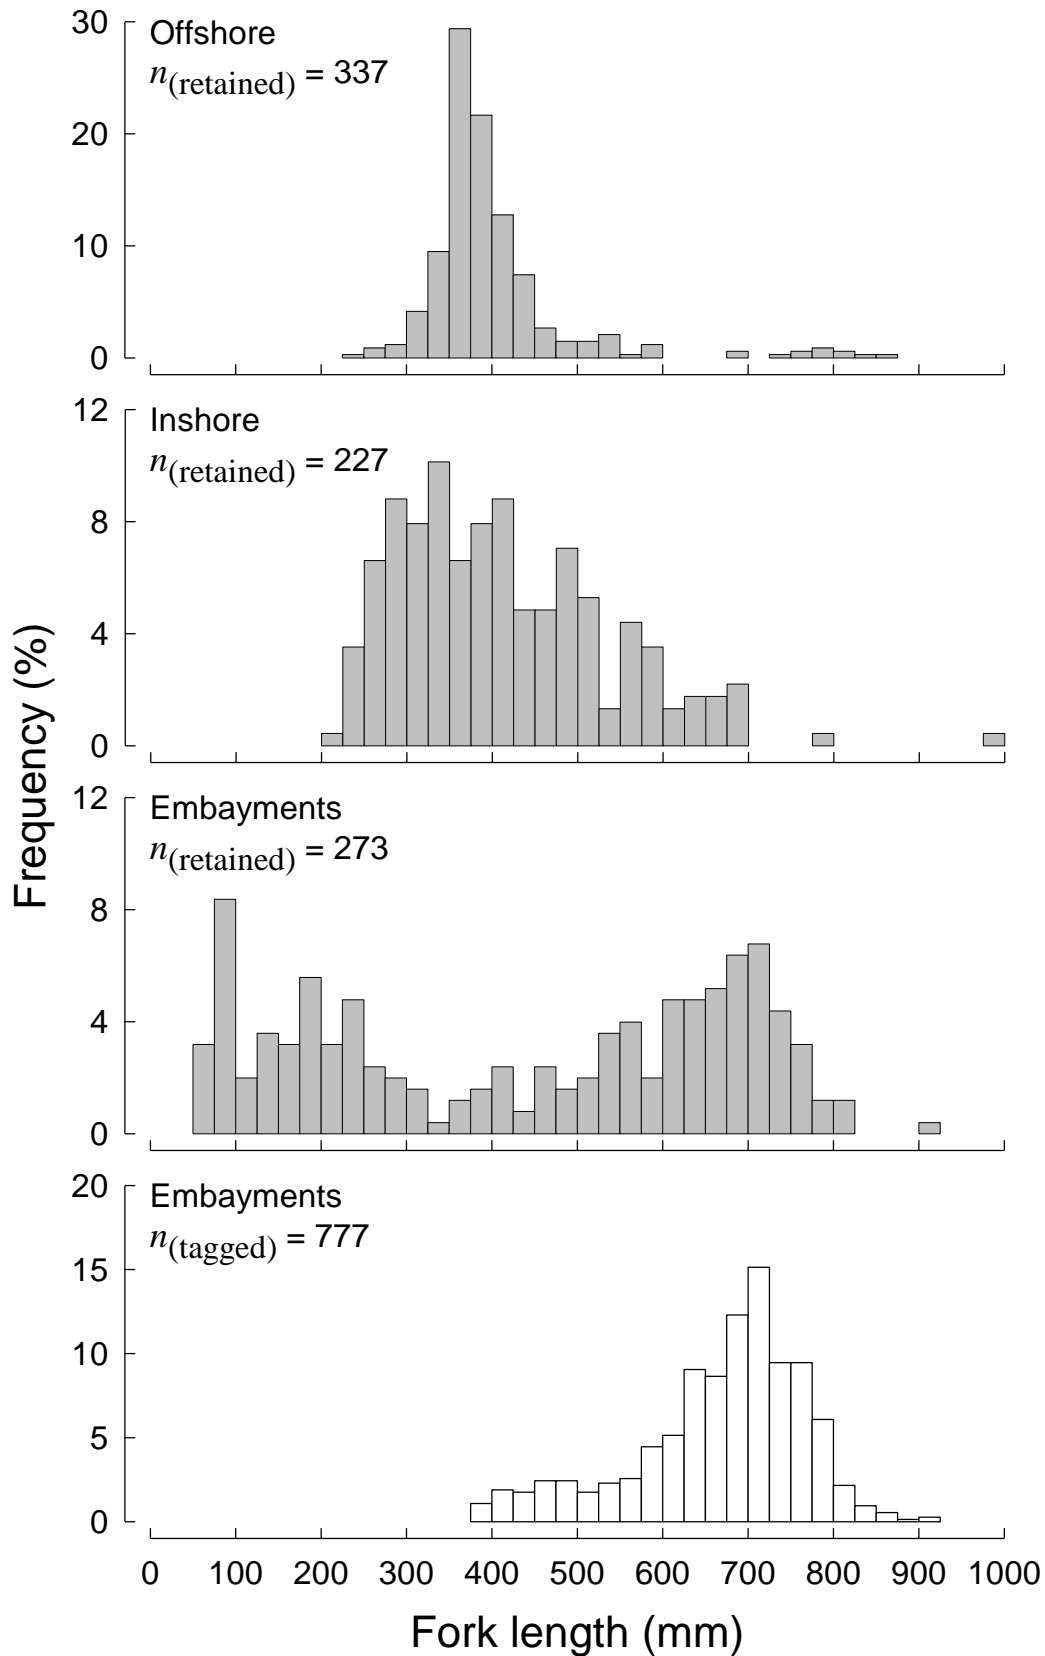 30
Offshore
n(retained) = 337
20
10
0
12
Inshore
n(retained) = 227
8
4
0
Frequency (%)
12
Embayments
n(retained) = 273
8
4
0
20
Embayments
n(tagged) = 777
15
10
5
0
0 100 200 300 400 500 600 700 800 900 1000
Fork length (mm)